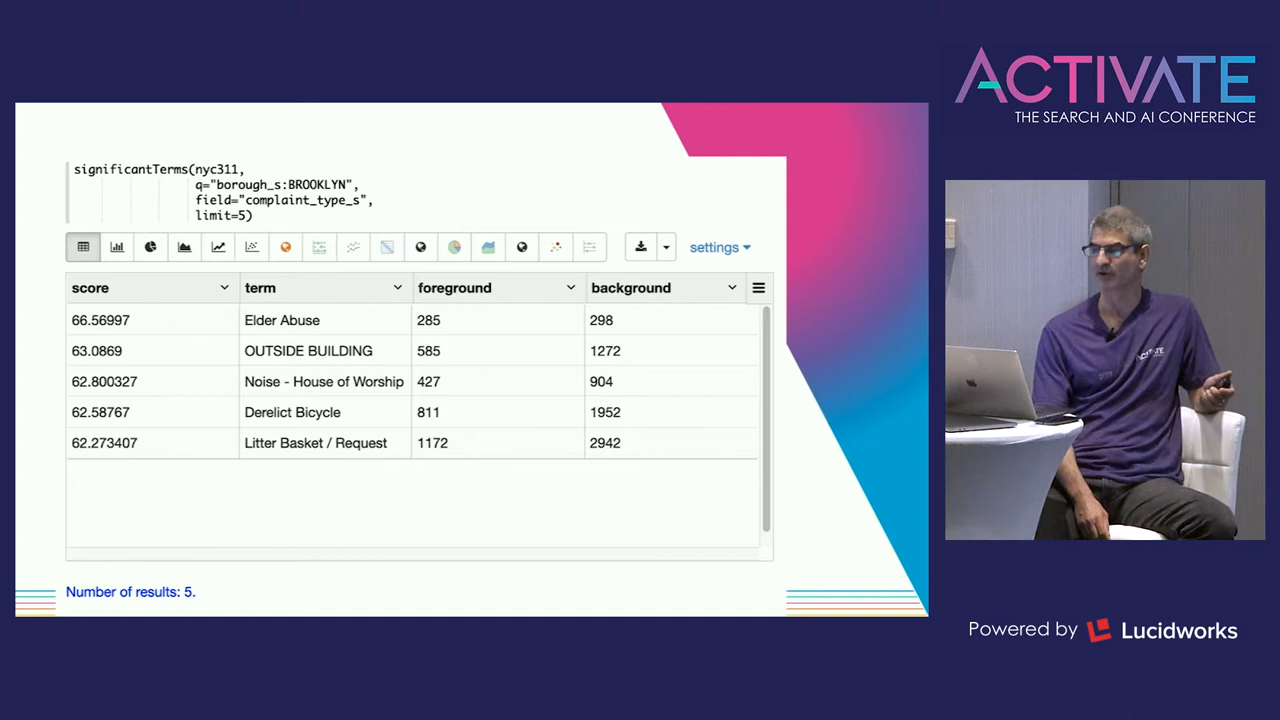 ACTIVATE
THE SEARCH AND AI CONFERENCE
significantTerms(nyc311,
q="borough_s:BROOKLYN",
field="complaint_type_s",
limit=5)
settings
score term foreground background
66.56997 Elder Abuse 285 298
63.0869 OUTSIDE BUILDING 585 1272
62.800327 Noise - House of Worship 427 904
62.58767 Derelict Bicycle 811 1952
62.273407 Litter Basket / Request 1172 2942
Number of results: 5.
ACTIVATE
Powered by Lucidworks